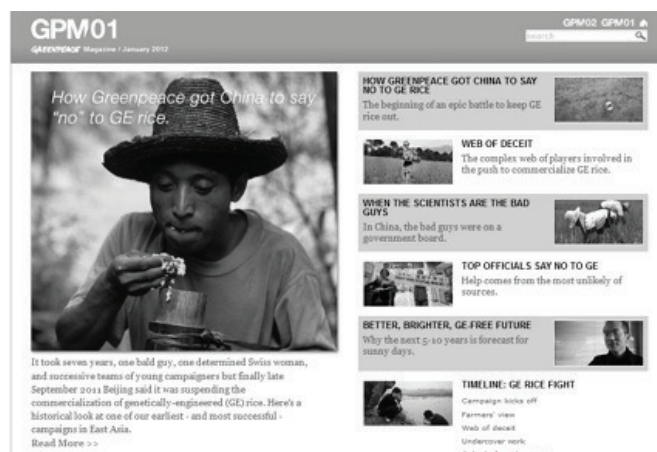 GPM01
GREENPEACE Magazine / January 2012
GPM02 GPM01
search
How Greenpeace got China to say
"no" to GE rice.
It took seven years, one bald guy, one determined Swiss woman,
and successive teams of young campaigners but finally late
September 2011 Beijing said it was suspending the
commercialization of genetically-engineered (GE) rice. Here's a
historical look at one of our earliest - and most successful -
campaigns in East Asia.
Read More >>
HOW GREENPEACE GOT CHINA TO SAY
NO TO GE RICE
The beginning of an epic battle to keep GE
rice out.
WEB OF DECEIT
The complex web of players involved in
the push to commercialize GE rice.
WHEN THE SCIENTISTS ARE THE BAD
GUYS
In China, the bad guys were on a
government board.
TOP OFFICIALS SAY NO TO GE
Help comes from the most unlikely of
sources.
BETTER, BRIGHTER, GE-FREE FUTURE
Why the next 5-10 years is forecast for
sunny days.
TIMELINE: GE RICE FIGHT
Campaign kicks off
Farmers' view
Web of deceit
Undercover work